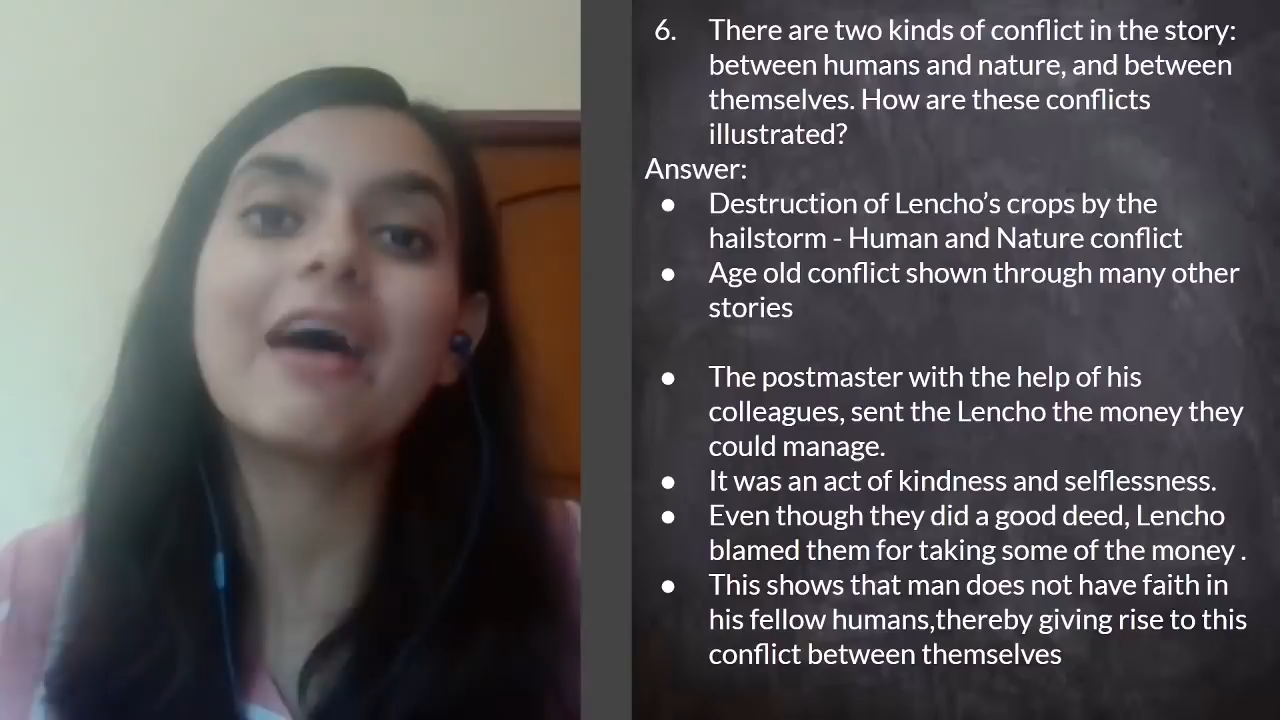 6. There are two kinds of conflict in the story:
between humans and nature, and between
themselves. How are these conflicts
illustrated?
Answer:
● Destruction of Lencho’s crops by the
hailstorm - Human and Nature conflict
● Age old conflict shown through many other
stories
● The postmaster with the help of his
colleagues, sent the Lencho the money they
could manage.
● It was an act of kindness and selflessness.
● Even though they did a good deed, Lencho
blamed them for taking some of the money .
● This shows that man does not have faith in
his fellow humans,thereby giving rise to this
conflict between themselves